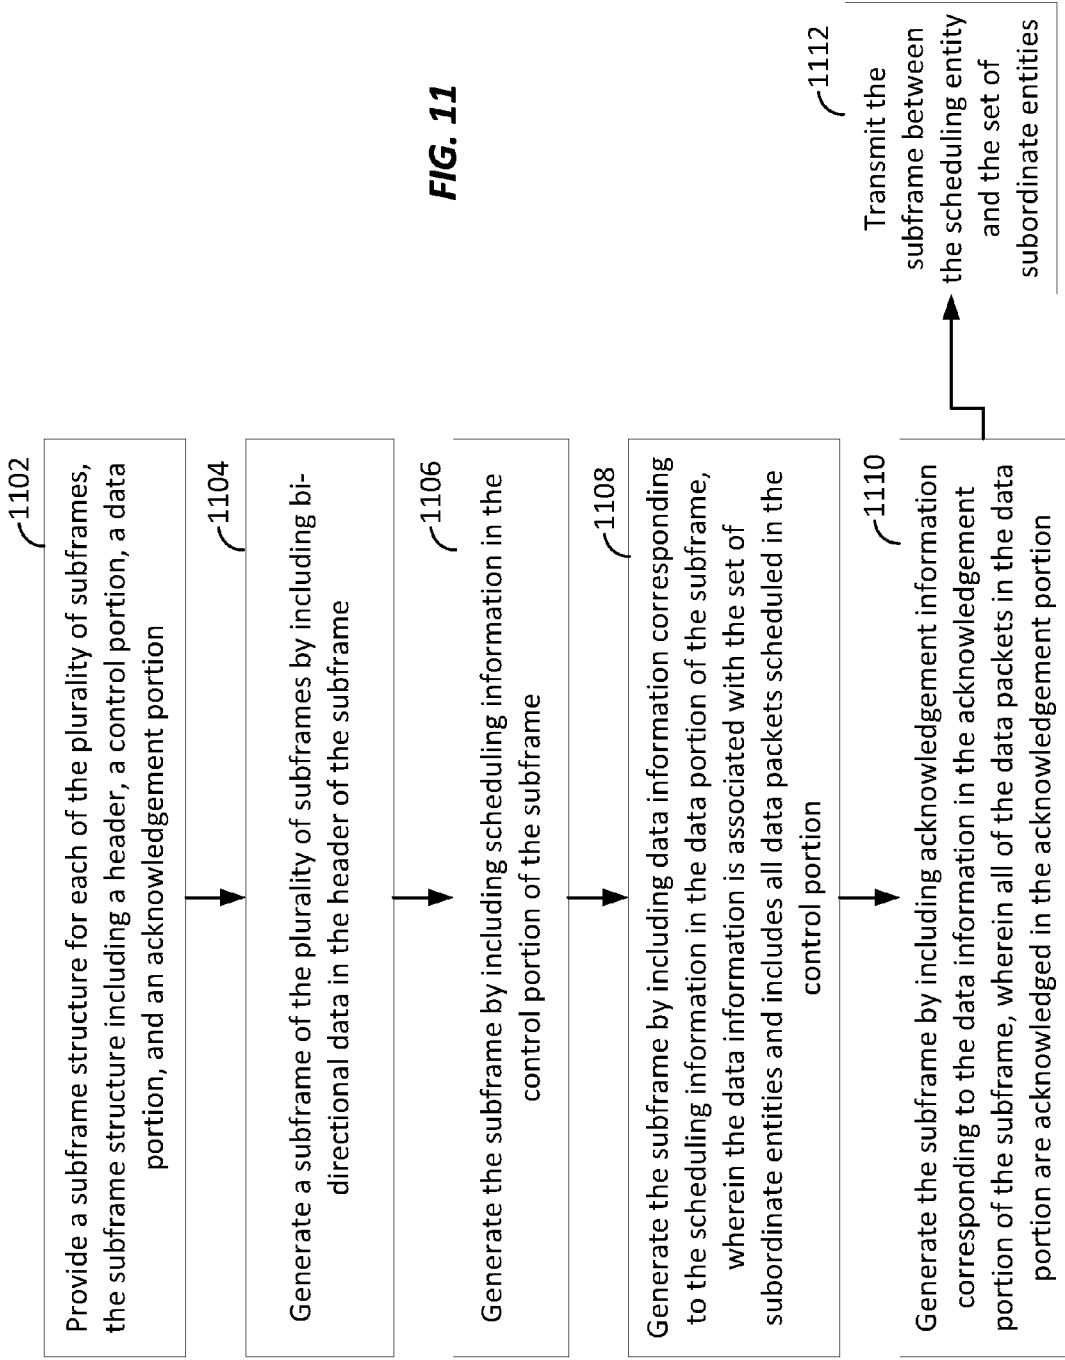 1102
Provide a subframe structure for each of the plurality of subframes,
the subframe structure including a header, a control portion, a data
portion, and an acknowledgement portion
1104
Generate a subframe of the plurality of subframes by including bi-
directional data in the header of the subframe
1106
Generate the subframe by including scheduling information in the
control portion of the subframe
1108
Generate the subframe by including data information corresponding
to the scheduling information in the data portion of the subframe,
wherein the data information is associated with the set of
subordinate entities and includes all data packets scheduled in the
control portion
1110
Generate the subframe by including acknowledgement information
corresponding to the data information in the acknowledgement
portion of the subframe, wherein all of the data packets in the data
portion are acknowledged in the acknowledgement portion
1112
Transmit the
subframe between
the scheduling entity
and the set of
subordinate entities
FIG. 11